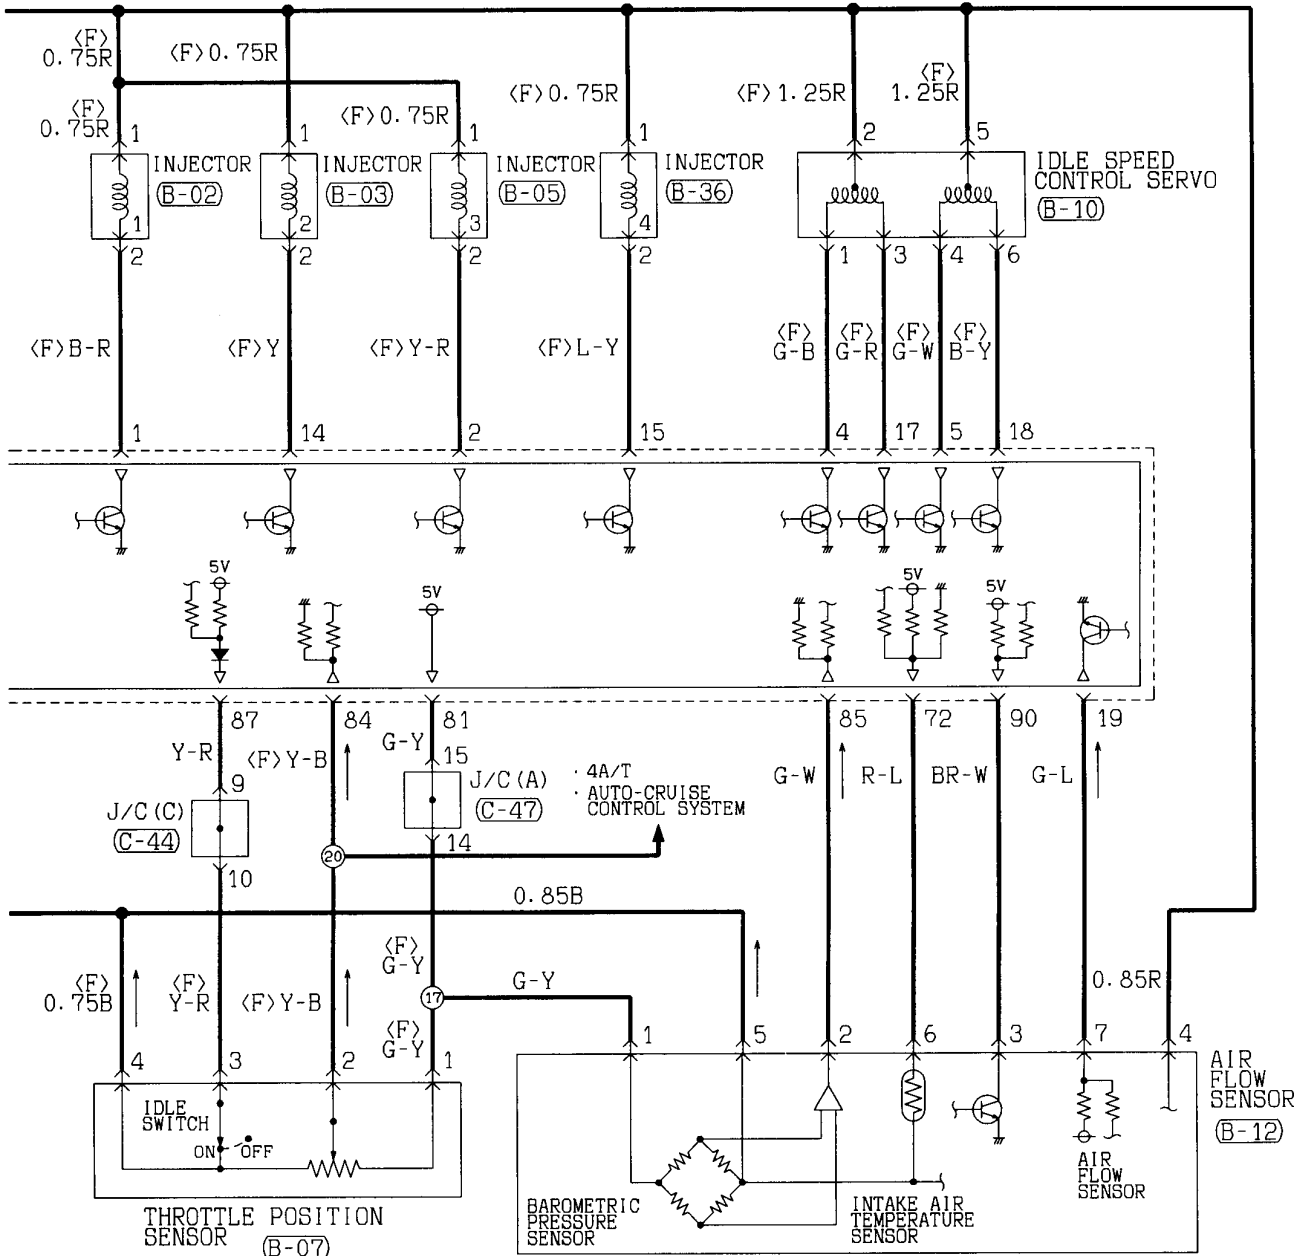 ⟨F⟩
0.75R
⟨F⟩0.75R
⟨F⟩
0.75R
⟨F⟩0.75R
⟨F⟩0.75R
⟨F⟩1.25R
⟨F⟩
1.25R
1 1 1 1 2 5
INJECTOR
B-02
INJECTOR
B-03
INJECTOR
B-05
INJECTOR
B-36
IDLE SPEED
CONTROL SERVO
B-10
1 2 3 4
2 2 2 2 1 3 4 6
⟨F⟩B-R
⟨F⟩Y
⟨F⟩Y-R
⟨F⟩L-Y
⟨F⟩
G-B
⟨F⟩
G-R
⟨F⟩
G-W
⟨F⟩
B-Y
1 14 2 15 4 17 5 18
5V
5V
5V
5V
87 84 81 85 72 90 19
Y-R
⟨F⟩Y-B
G-Y
G-W
R-L
BR-W
G-L
9
15
J/C(C)
C-44
J/C(A)
C-47
· 4A/T
· AUTO-CRUISE
CONTROL SYSTEM
20
14
10
0.85B
⟨F⟩
0.75B
⟨F⟩
Y-R
⟨F⟩Y-B
⟨F⟩
G-Y
17
G-Y
⟨F⟩
G-Y
0.85R
4 3 2 1
1 5 2 6 3 7 4
IDLE
SWITCH
ON OFF
THROTTLE POSITION
SENSOR
B-07
BAROMETRIC
PRESSURE
SENSOR
INTAKE AIR
TEMPERATURE
SENSOR
AIR
FLOW
SENSOR
AIR
FLOW
SENSOR
B-12